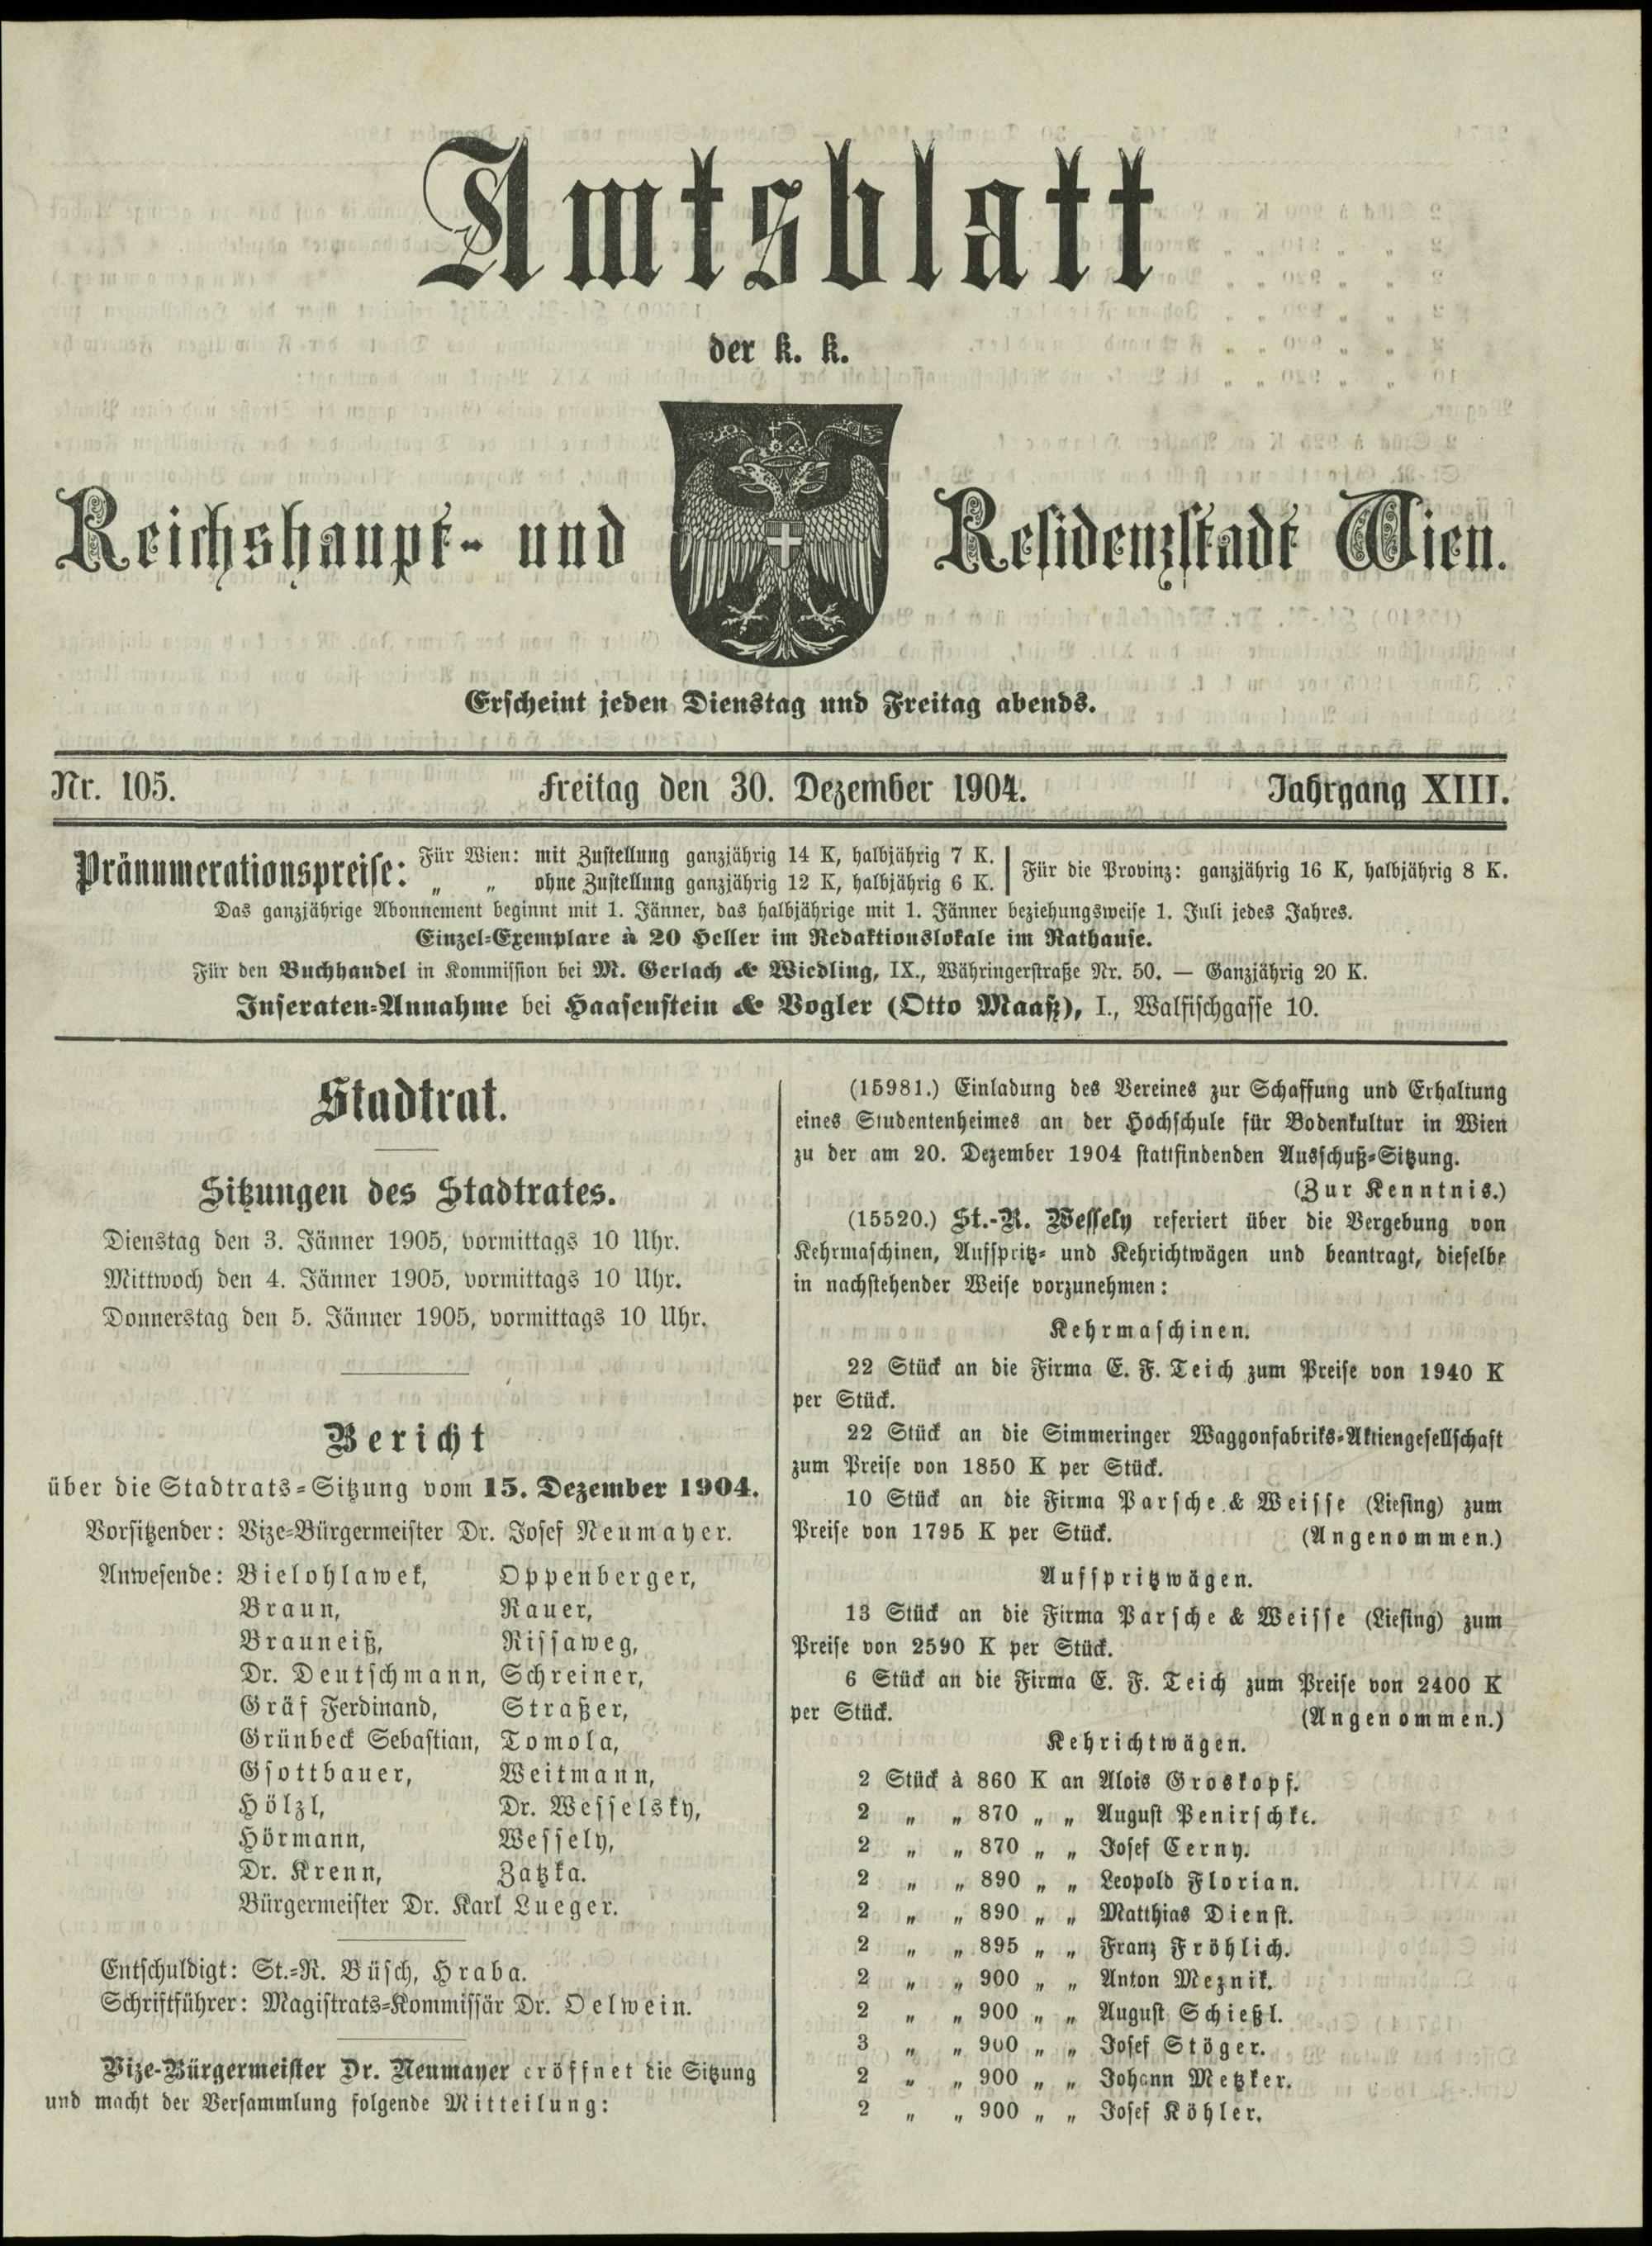 Amtsblatt
der k. k.
Reichshaupt- und Residenzstadt Wien.
Erscheint jeden Dienstag und Freitag abends.
Nr. 105. Freitag den 30. Dezember 1904. Jahrgang XIII.
Pränumerationspreise: Für Wien: mit Zustellung ganzjährig 14 K, halbjährig 7 K.
„ „ ohne Zustellung ganzjährig 12 K, halbjährig 6 K.
Für die Provinz: ganzjährig 16 K, halbjährig 8 K.
Das ganzjährige Abonnement beginnt mit 1. Jänner, das halbjährige mit 1. Jänner beziehungsweise 1. Juli jedes Jahres.
Einzel-Exemplare à 20 Heller im Redaktionslokale im Rathause.
Für den Buchhandel in Kommission bei M. Gerlach & Wiedling, IX., Währingerstraße Nr. 50. — Ganzjährig 20 K.
Inseraten-Annahme bei Haasenstein & Vogler (Otto Maaß), I., Walfischgasse 10.
Stadtrat.
Sitzungen des Stadtrates.
Dienstag den 3. Jänner 1905, vormittags 10 Uhr.
Mittwoch den 4. Jänner 1905, vormittags 10 Uhr.
Donnerstag den 5. Jänner 1905, vormittags 10 Uhr.
Bericht
über die Stadtrats-Sitzung vom 15. Dezember 1904.
Vorsitzender: Vize-Bürgermeister Dr. Josef Neumayer.
Anwesende: Bielohlawek, Oppenberger,
Braun, Rauer,
Brauneiß, Rissaweg,
Dr. Deutschmann, Schreiner,
Gräf Ferdinand, Straßer,
Grünbeck Sebastian, Tomola,
Gsottbauer, Weitmann,
Hölzl, Dr. Wesselsky,
Hörmann, Wessely,
Dr. Krenn, Zatzka.
Bürgermeister Dr. Karl Lueger.
Entschuldigt: St.-R. Büsch, Hraba.
Schriftführer: Magistrats-Kommissär Dr. Oelwein.
Vize-Bürgermeister Dr. Neumayer eröffnet die Sitzung
und macht der Versammlung folgende Mitteilung:
(15981.) Einladung des Vereines zur Schaffung und Erhaltung
eines Studentenheimes an der Hochschule für Bodenkultur in Wien
zu der am 20. Dezember 1904 stattfindenden Ausschuß-Sitzung.
(Zur Kenntnis.)
(15520.) St.-R. Wessely referiert über die Vergebung von
Kehrmaschinen, Aufspritz- und Kehrichtwägen und beantragt, dieselbe
in nachstehender Weise vorzunehmen:
Kehrmaschinen.
22 Stück an die Firma E. F. Teich zum Preise von 1940 K
per Stück.
22 Stück an die Simmeringer Waggonfabriks-Aktiengesellschaft
zum Preise von 1850 K per Stück.
10 Stück an die Firma Parsche & Weisse (Liesing) zum
Preise von 1795 K per Stück. (Angenommen.)
Aufspritzwägen.
13 Stück an die Firma Parsche & Weisse (Liesing) zum
Preise von 2590 K per Stück.
6 Stück an die Firma E. F. Teich zum Preise von 2400 K
per Stück. (Angenommen.)
Kehrichtwägen.
2 Stück à 860 K an Alois Groskopf.
2 „ „ 870 „ „ August Penirschke.
2 „ „ 870 „ „ Josef Cerny.
2 „ „ 890 „ „ Leopold Florian.
2 „ „ 890 „ „ Matthias Dienst.
2 „ „ 895 „ „ Franz Fröhlich.
2 „ „ 900 „ „ Anton Meznik.
2 „ „ 900 „ „ August Schießl.
3 „ „ 900 „ „ Josef Stöger.
2 „ „ 900 „ „ Johann Metzker.
2 „ „ 900 „ „ Josef Köhler.